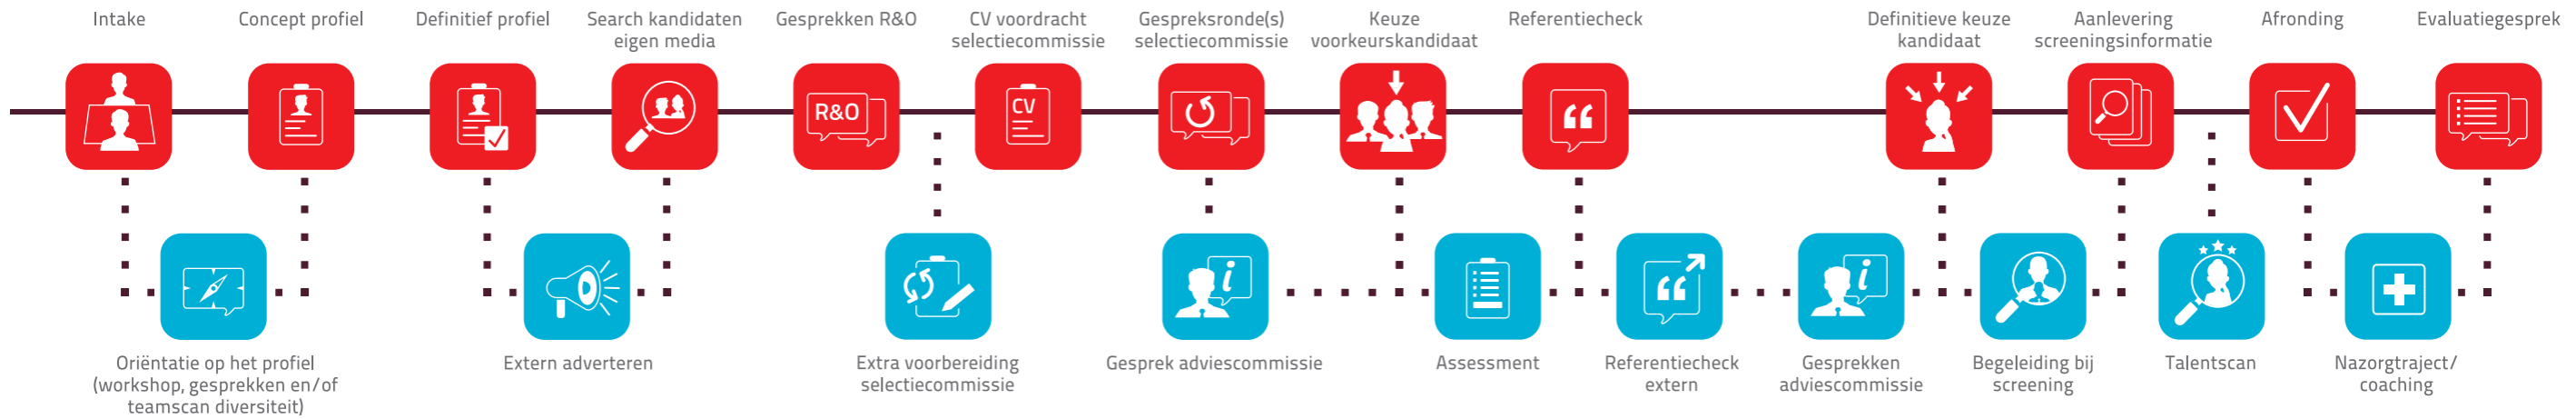 Intake
Concept profiel
Definitief profiel
Search kandidaten
eigen media
Gesprekken R&O
CV voordracht
selectiecommissie
Gespreksronde(s)
selectiecommissie
Keuze
voorkeurskandidaat
Referentiecheck
Definitieve keuze
kandidaat
Aanlevering
screeningsinformatie
Afronding
Evaluatiegesprek
R&O
CV
i
i
Oriëntatie op het profiel
(workshop, gesprekken en/of
teamscan diversiteit)
Extern adverteren
Extra voorbereiding
selectiecommissie
Gesprek adviescommissie
Assessment
Referentiecheck
extern
Gesprekken
adviescommissie
Begeleiding bij
screening
Talentscan
Nazorgtraject/
coaching